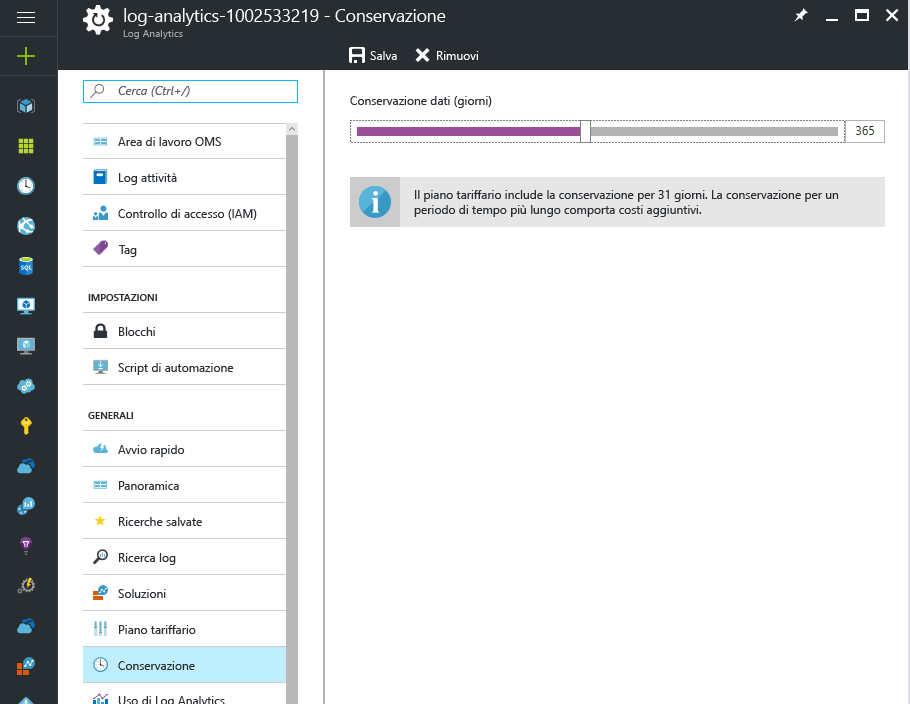 log-analytics-1002533219 - Conservazione
Log Analytics
Salva
Rimuovi
Cerca (Ctrl+/)
Area di lavoro OMS
Log attività
Controllo di accesso (IAM)
Tag
IMPOSTAZIONI
Blocchi
Script di automazione
GENERALI
Avvio rapido
Panoramica
Ricerche salvate
Ricerca log
Soluzioni
Piano tariffario
Conservazione
Uso di Log Analytics
Conservazione dati (giorni)
365
Il piano tariffario include la conservazione per 31 giorni. La conservazione per un
periodo di tempo più lungo comporta costi aggiuntivi.
SQL